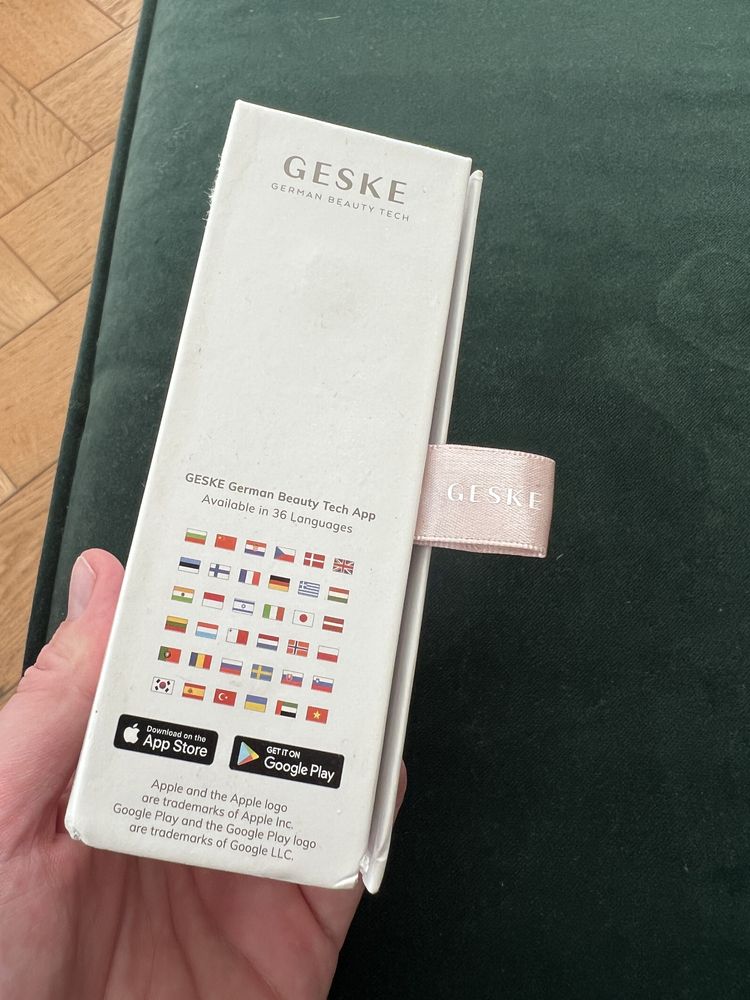 GESKE
GERMAN BEAUTY TECH
GESKE
GESKE German Beauty Tech App
Available in 36 Languages
Download on the
App Store
GET IT ON
Google Play
Apple and the Apple logo
are trademarks of Apple Inc.
Google Play and the Google Play logo
are trademarks of Google LLC.